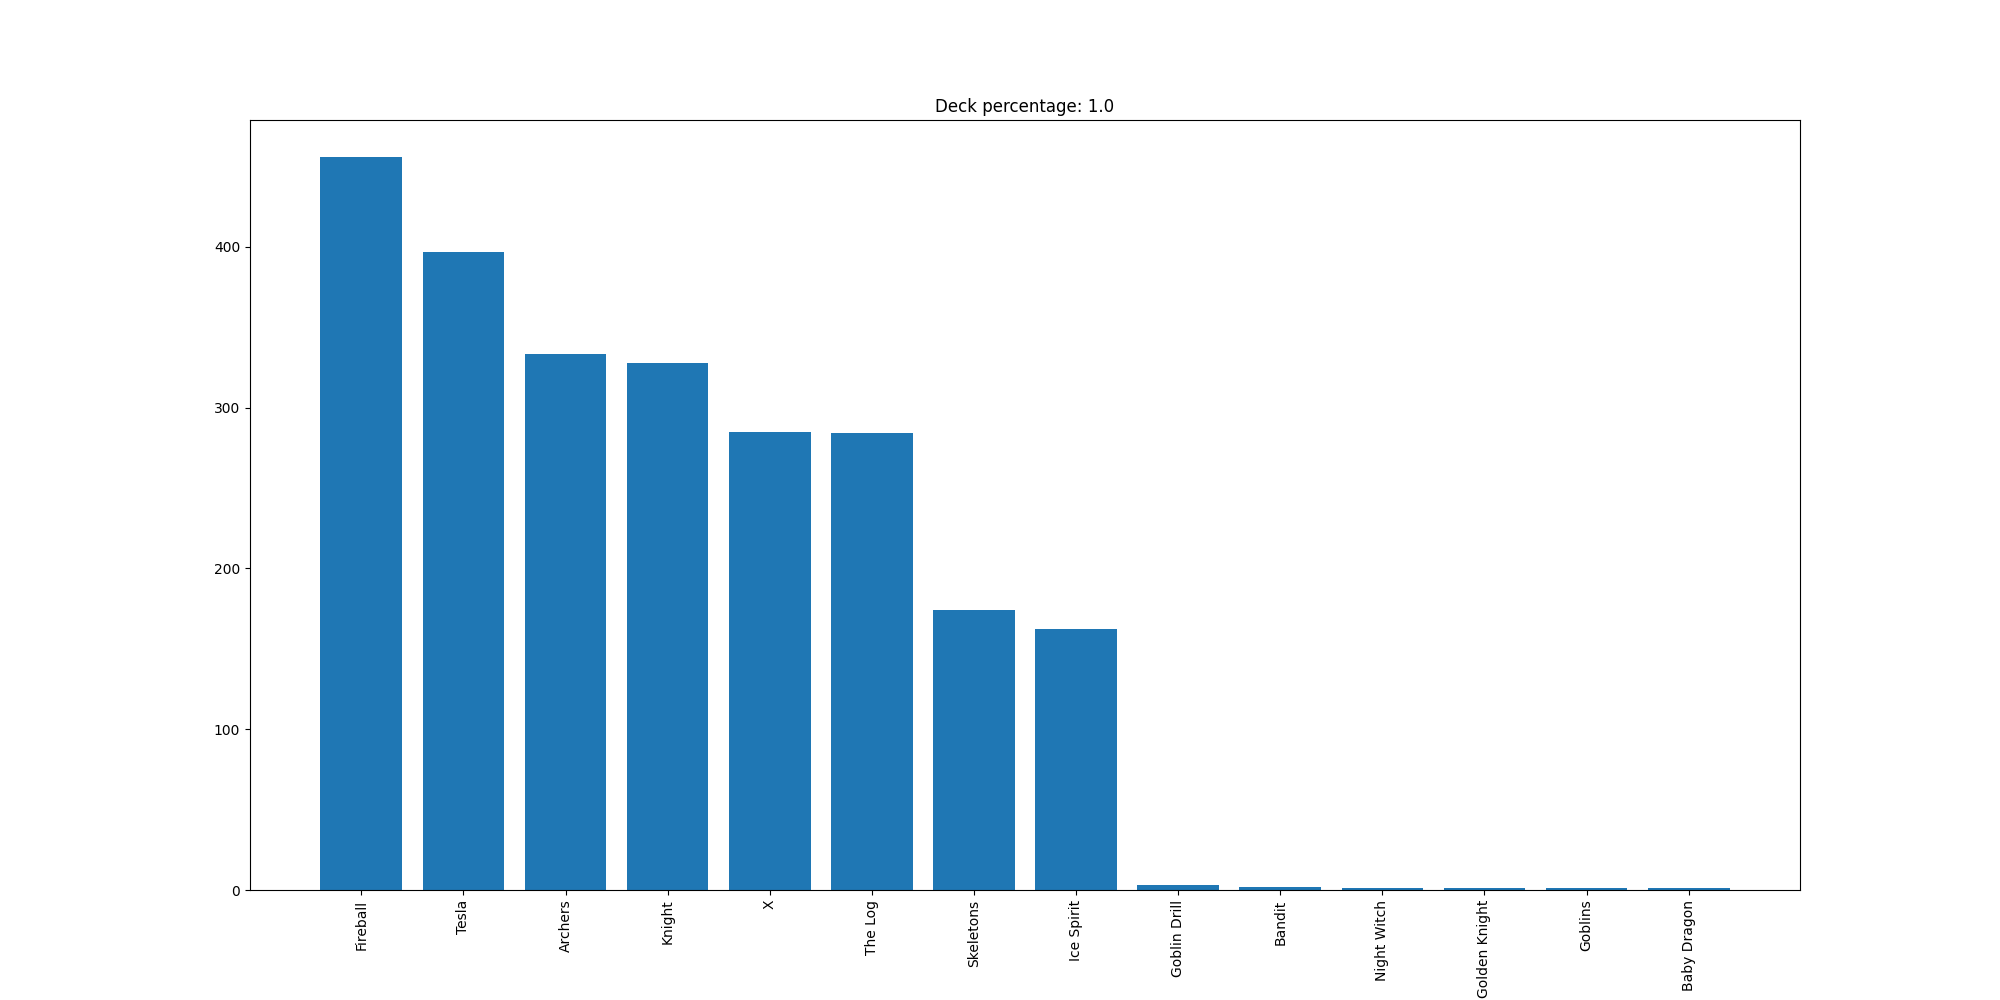 Deck percentage: 1.0
400
300
200
100
0
Fireball
Tesla
Archers
Knight
X
The Log
Skeletons
Ice Spirit
Goblin Drill
Bandit
Night Witch
Golden Knight
Goblins
Baby Dragon